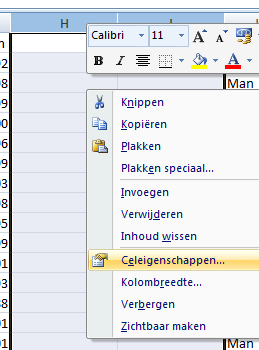 H
Calibri 11 A A
B I A
Man
Knippen
Kopiëren
Plakken
Plakken speciaal...
Invoegen
Verwijderen
Inhoud wissen
Celeigenschappen...
Kolombreedte...
Verbergen
Zichtbaar maken
Man